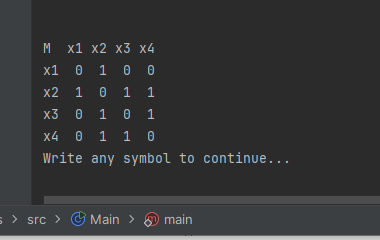 M  x1 x2 x3 x4
x1  0  1  0  0
x2  1  0  1  1
x3  0  1  0  1
x4  0  1  1  0
Write any symbol to continue...
s > src > Main > main